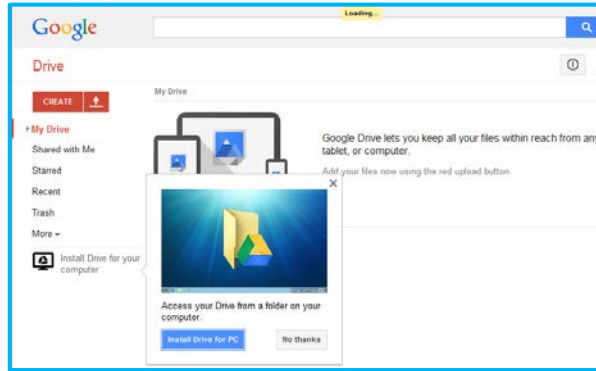 Loading...
Google
Drive
CREATE
My Drive
My Drive
Shared with Me
Starred
Recent
Trash
More
Install Drive for your
computer
Google Drive lets you keep all your files within reach from any
tablet, or computer.
Add your files now using the red upload button.
Access your Drive from a folder on your
computer.
Install Drive for PC
No thanks